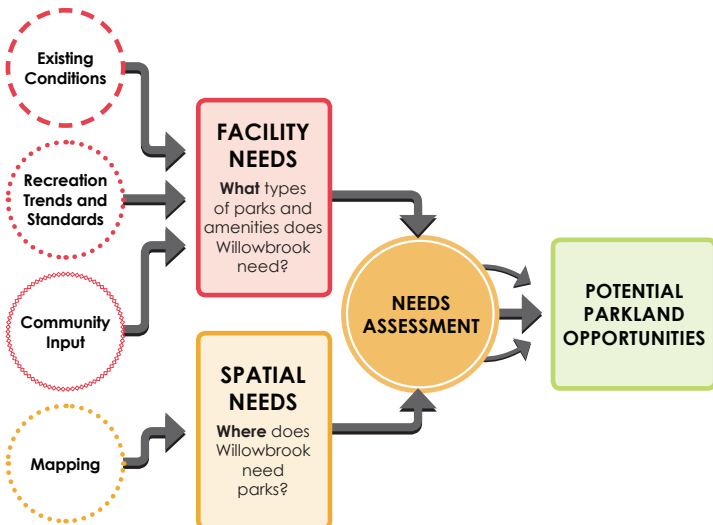 Existing
Conditions
Recreation
Trends and
Standards
Community
Input
Mapping
FACILITY
NEEDS
What types
of parks and
amenities does
Willowbrook
need?
SPATIAL
NEEDS
Where does
Willowbrook
need
parks?
NEEDS
ASSESSMENT
POTENTIAL
PARKLAND
OPPORTUNITIES